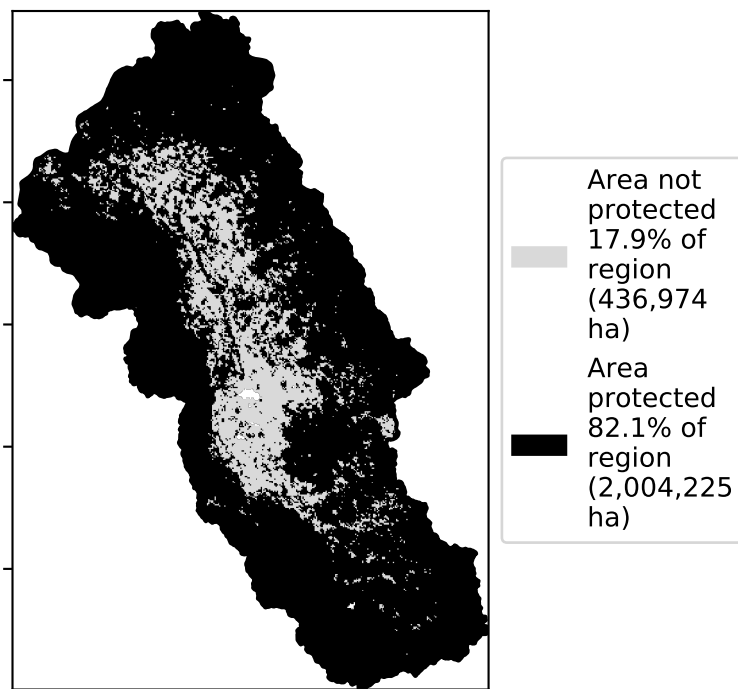 Area not
protected
17.9% of
region
(436,974
ha)
Area
protected
82.1% of
region
(2,004,225
ha)